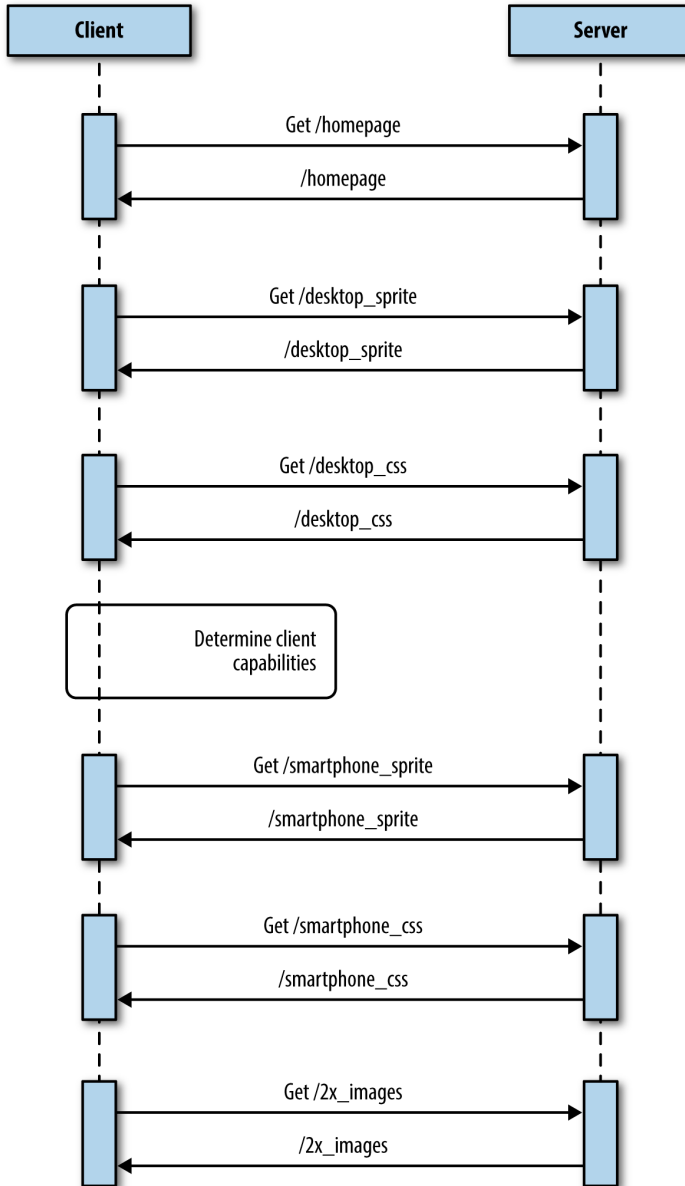 Client
Server
Get /homepage
/homepage
Get /desktop_sprite
/desktop_sprite
Get /desktop_css
/desktop_css
Determine client
capabilities
Get /smartphone_sprite
/smartphone_sprite
Get /smartphone_css
/smartphone_css
Get /2x_images
/2x_images